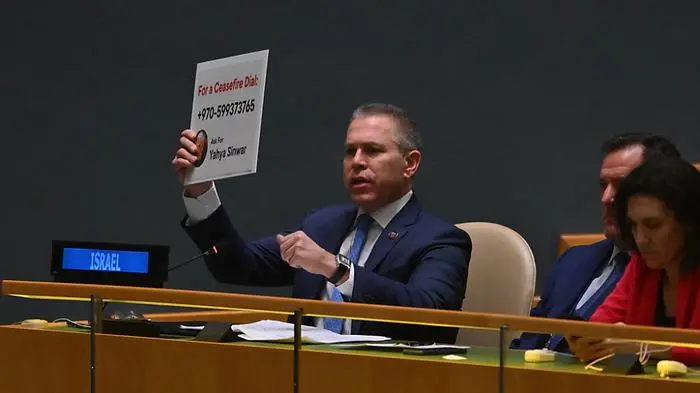 For a Ceasefire Dial:
+970-599373765
Ask For
Yahya Sinwar
ISRAEL